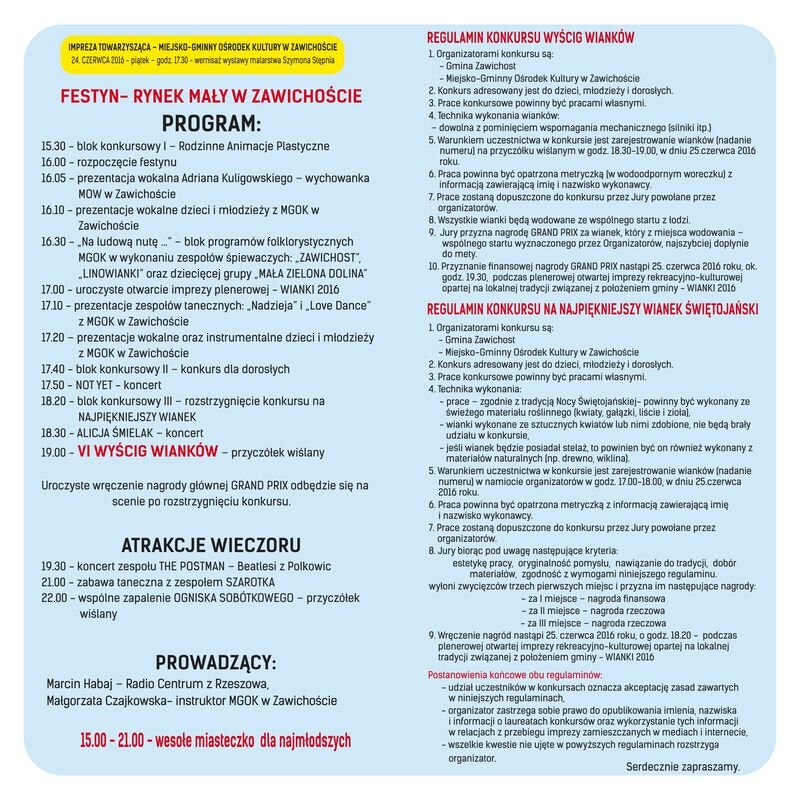 IMPREZA TOWARZYSZĄCA – MIEJSKO-GMINNY OŚRODEK KULTURY W ZAWICHOŚCIE
24. CZERWCA 2016 - piątek – godz. 17.30 - wernisaż wystawy malarstwa Szymona Stępnia
FESTYN– RYNEK MAŁY W ZAWICHOŚCIE
PROGRAM:
15.30 – blok konkursowy I – Rodzinne Animacje Plastyczne
16.00 – rozpoczęcie festynu
16.05 – prezentacja wokalna Adriana Kuligowskiego – wychowanka
MOW w Zawichoście
16.10 – prezentacje wokalne dzieci i młodzieży z MGOK w
Zawichoście
16.30 – „Na ludową nutę ...” – blok programów folklorystycznych
MGOK w wykonaniu zespołów śpiewaczych: „ZAWICHOST”,
„LINOWIANKI” oraz dziecięcej grupy „MAŁA ZIELONA DOLINA”
17.00 – uroczyste otwarcie imprezy plenerowej – WIANKI 2016
17.10 – prezentacje zespołów tanecznych: „Nadzieja” i „Love Dance”
z MGOK w Zawichoście
17.20 – prezentacje wokalne oraz instrumentalne dzieci i młodzieży
z MGOK w Zawichoście
17.40 – blok konkursowy II – konkurs dla dorosłych
17.50 – NOT YET - koncert
18.20 – blok konkursowy III – rozstrzygnięcie konkursu na
NAJPIĘKNIEJSZY WIANEK
18.30 – ALICJA ŚMIELAK – koncert
19.00 – VI WYŚCIG WIANKÓW – przyczółek wiślany
Uroczyste wręczenie nagrody głównej GRAND PRIX odbędzie się na
scenie po rozstrzygnięciu konkursu.
ATRAKCJE WIECZORU
19.30 – koncert zespołu THE POSTMAN – Beatlesi z Polkowic
21.00 – zabawa taneczna z zespołem SZAROTKA
22.00 – wspólne zapalenie OGNISKA SOBÓTKOWEGO – przyczółek
wiślany
PROWADZĄCY:
Marcin Habaj – Radio Centrum z Rzeszowa,
Małgorzata Czajkowska– instruktor MGOK w Zawichoście
15.00 - 21.00 - wesołe miasteczko dla najmłodszych
REGULAMIN KONKURSU WYŚCIG WIANKÓW
1. Organizatorami konkursu są:
– Gmina Zawichost
– Miejsko-Gminny Ośrodek Kultury w Zawichoście
2. Konkurs adresowany jest do dzieci, młodzieży i dorosłych.
3. Prace konkursowe powinny być pracami własnymi.
4. Technika wykonania wianków:
– dowolna z pominięciem wspomagania mechanicznego (silniki itp.)
5. Warunkiem uczestnictwa w konkursie jest zarejestrowanie wianków (nadanie
numeru) na przyczółku wiślanym w godz. 18.30-19.00, w dniu 25.czerwca 2016
roku.
6. Praca powinna być opatrzona metryczką (w wodoodpornym woreczku) z
informacją zawierającą imię i nazwisko wykonawcy.
7. Prace zostaną dopuszczone do konkursu przez Jury powołane przez
organizatorów.
8. Wszystkie wianki będą wodowane ze wspólnego startu z łodzi.
9. Jury przyzna nagrodę GRAND PRIX za wianek, który z miejsca wodowania –
wspólnego startu wyznaczonego przez Organizatorów, najszybciej dopłynie
do mety.
10. Przyznanie finansowej nagrody GRAND PRIX nastąpi 25. czerwca 2016 roku, ok.
godz. 19.30, podczas plenerowej otwartej imprezy rekreacyjno-kulturowej
opartej na lokalnej tradycji związanej z położeniem gminy - WIANKI 2016
REGULAMIN KONKURSU NA NAJPIĘKNIEJSZY WIANEK ŚWIĘTOJAŃSKI
1. Organizatorami konkursu są:
– Gmina Zawichost
– Miejsko-Gminny Ośrodek Kultury w Zawichoście
2. Konkurs adresowany jest do dzieci, młodzieży i dorosłych.
3. Prace konkursowe powinny być pracami własnymi.
4. Technika wykonania:
– prace – zgodnie z tradycją Nocy Świętojańskiej– powinny być wykonany ze
świeżego materiału roślinnego (kwiaty, gałązki, liście i zioła),
– wianki wykonane ze sztucznych kwiatów lub nimi zdobione, nie będą brały
udziału w konkursie,
– jeśli wianek będzie posiadał stelaż, to powinien być on również wykonany z
materiałów naturalnych (np. drewno, wiklina).
5. Warunkiem uczestnictwa w konkursie jest zarejestrowanie wianków (nadanie
numeru) w namiocie organizatorów w godz. 17.00-18.00, w dniu 25.czerwca
2016 roku.
6. Praca powinna być opatrzona metryczką z informacją zawierającą imię
i nazwisko wykonawcy.
7. Prace zostaną dopuszczone do konkursu przez Jury powołane przez
organizatorów.
8. Jury biorąc pod uwagę następujące kryteria:
estetykę pracy, oryginalność pomysłu, nawiązanie do tradycji, dobór
materiałów, zgodność z wymogami niniejszego regulaminu.
wyłoni zwycięzców trzech pierwszych miejsc i przyzna im następujące nagrody:
– za I miejsce – nagroda finansowa
– za II miejsce – nagroda rzeczowa
– za III miejsce – nagroda rzeczowa
9. Wręczenie nagród nastąpi 25. czerwca 2016 roku, o godz. 18.20 - podczas
plenerowej otwartej imprezy rekreacyjno-kulturowej opartej na lokalnej
tradycji związanej z położeniem gminy - WIANKI 2016
Postanowienia końcowe obu regulaminów:
– udział uczestników w konkursach oznacza akceptację zasad zawartych
w niniejszych regulaminach,
– organizator zastrzega sobie prawo do opublikowania imienia, nazwiska
i informacji o laureatach konkursów oraz wykorzystanie tych informacji
w relacjach z przebiegu imprezy zamieszczanych w mediach i internecie,
– wszelkie kwestie nie ujęte w powyższych regulaminach rozstrzyga
organizator.
Serdecznie zapraszamy.